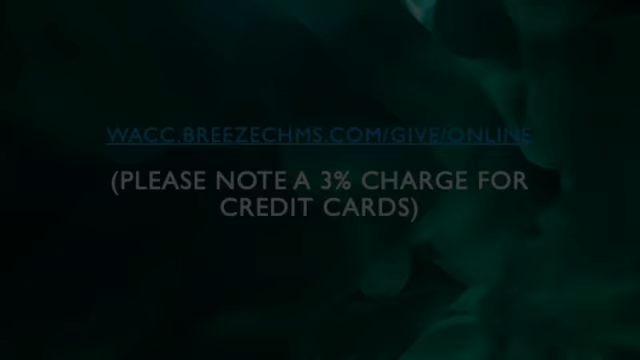 WACC.BREEZECHMS.COM/GIVE/ONLINE
(PLEASE NOTE A 3% CHARGE FOR
CREDIT CARDS)